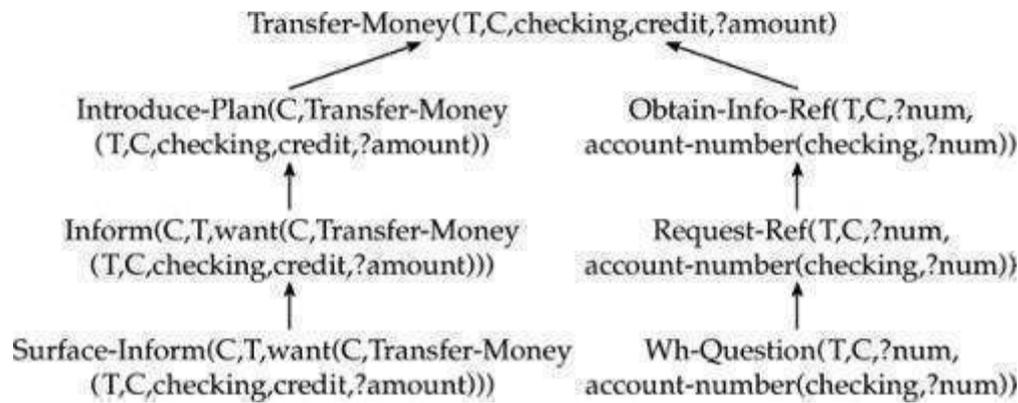 Transfer-Money(T,C,checking,credit,?amount)
Introduce-Plan(C,Transfer-Money
(T,C,checking,credit,?amount))
Obtain-Info-Ref(T,C,?num,
account-number(checking,?num))
Inform(C,T,want(C,Transfer-Money
(T,C,checking,credit,?amount)))
Request-Ref(T,C,?num,
account-number(checking,?num))
Surface-Inform(C,T,want(C,Transfer-Money
(T,C,checking,credit,?amount)))
Wh-Question(T,C,?num,
account-number(checking,?num))